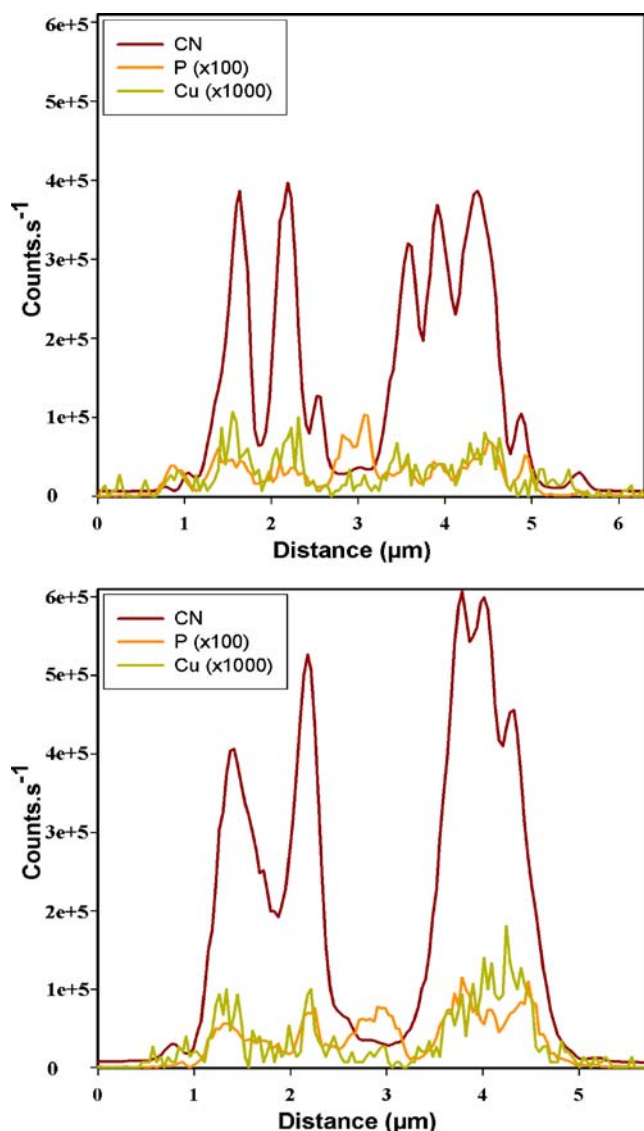 6e+5
CN
P (x100)
Cu (x1000)
5e+5
4e+5
3e+5
2e+5
1e+5
0
Counts.s-1
0 1 2 3 4 5 6
Distance (µm)
6e+5
CN
P (x100)
Cu (x1000)
5e+5
4e+5
3e+5
2e+5
1e+5
0
Counts.s-1
0 1 2 3 4 5
Distance (µm)